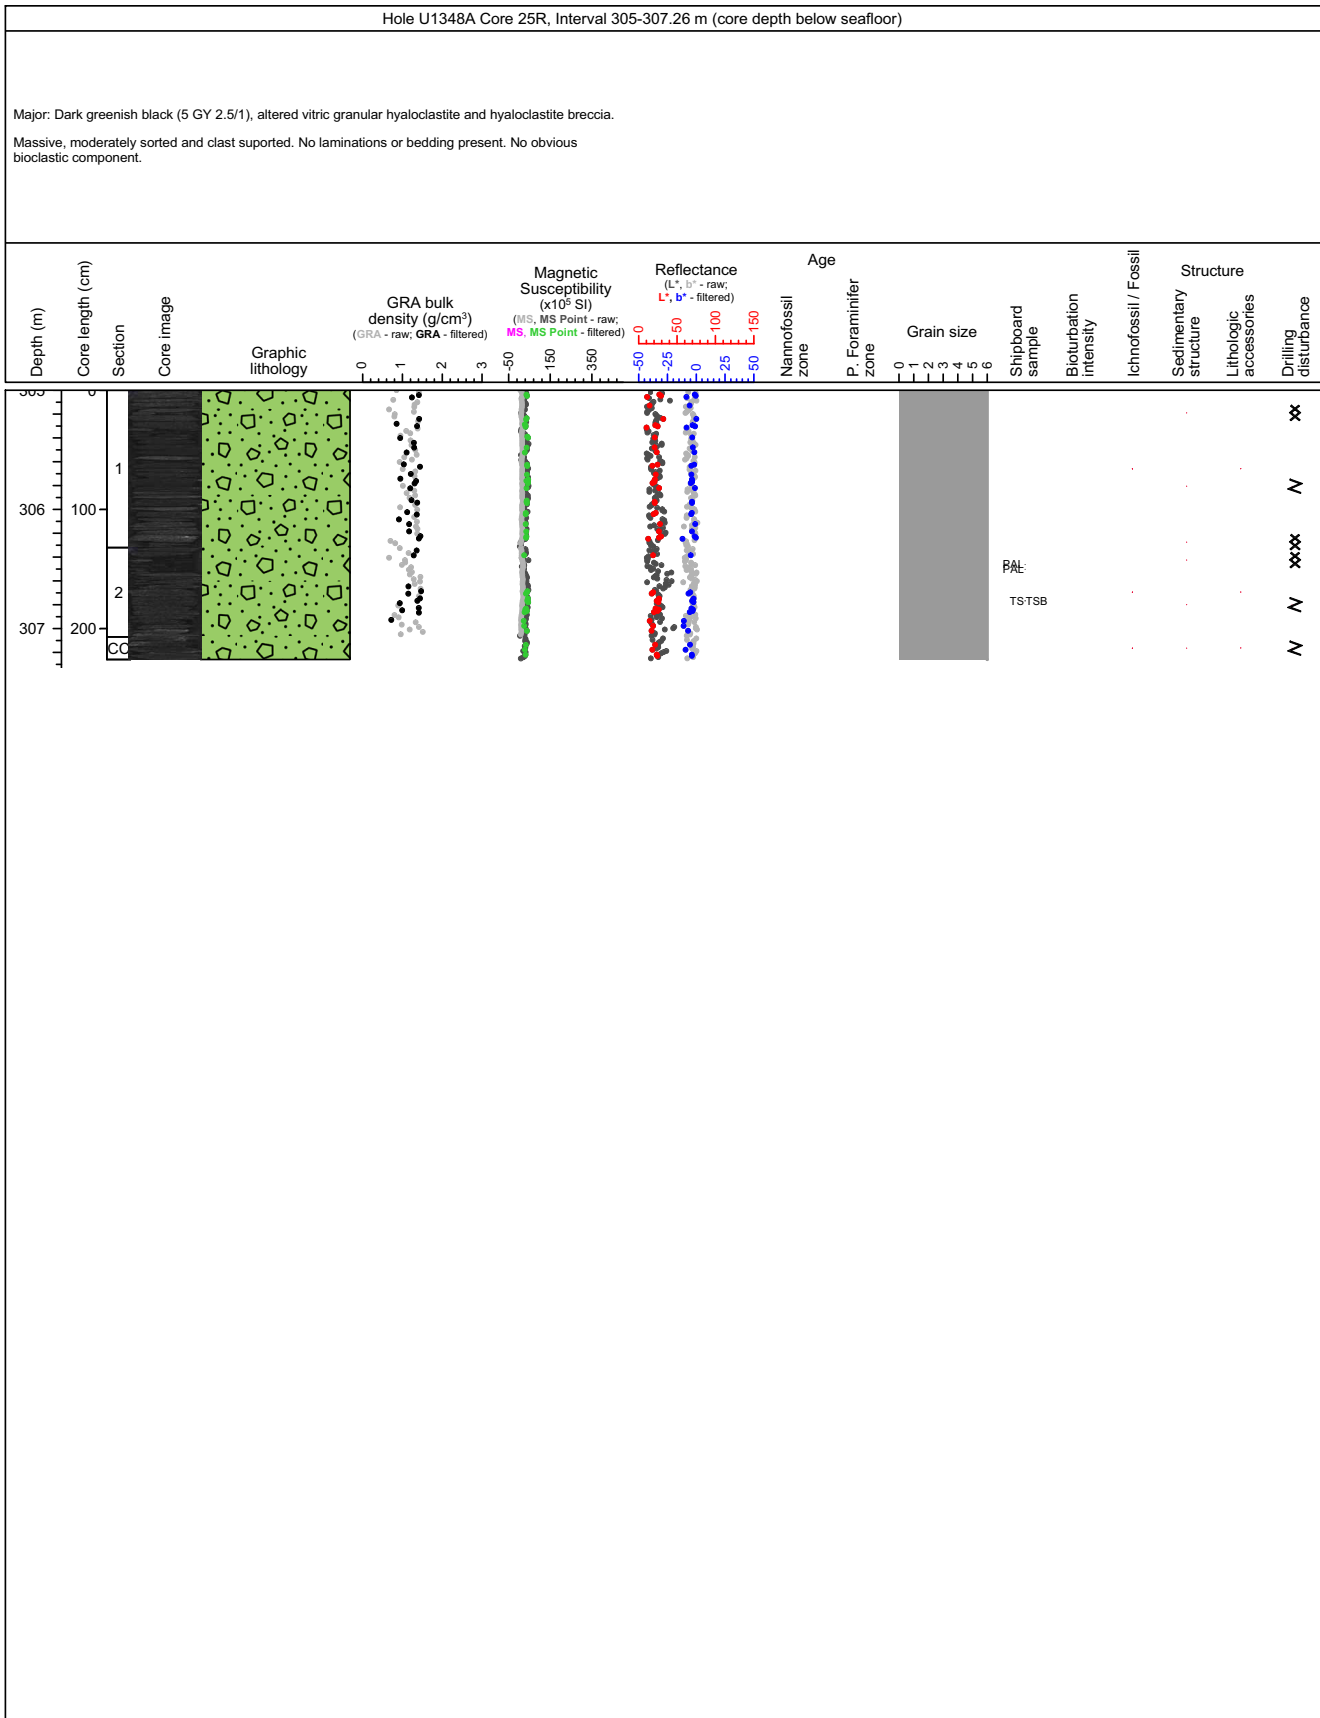 Hole U1348A Core 25R, Interval 305-307.26 m (core depth below seafloor)
Major: Dark greenish black (5 GY 2.5/1), altered vitric granular hyaloclastite and hyaloclastite breccia.
Massive, moderately sorted and clast suported. No laminations or bedding present. No obvious
bioclastic component.
Depth (m)
Core length (cm)
Section
Core image
Graphic
lithology
GRA bulk
density (g/cm³)
(GRA - raw; GRA - filtered)
0 1 2 3
Magnetic
Susceptibility
(x10⁵ SI)
(MS, MS Point - raw;
MS, MS Point - filtered)
-50 150 350
Reflectance
(L*, b* - raw;
L*, b* - filtered)
0 50 100 150
-50 -25 0 25 50
Age
Nannofossil
zone
P. Foraminifer
zone
Grain size
0 1 2 3 4 5 6
Shipboard
sample
Bioturbation
intensity
Ichnofossil / Fossil
Structure
Sedimentary
structure
Lithologic
accessories
Drilling
disturbance
305 0
1
306 100
PAL
PAL
2
TS TSB
307 200
CC